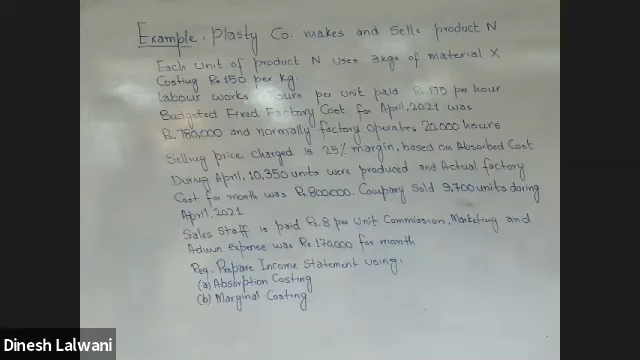 Example. Plasty Co. makes and Sells product N
Each unit of product N uses 3kgs of material X
Costing Rs.150 per kg.
Labour works hours per unit paid Rs.175 per hour
Budgeted Fixed Factory Cost for April, 2021 was
Rs.780,000 and normally factory operates 20,000 hours
Selling price charged is 25% margin, based on Absorbed Cost
During April, 10,350 units were produced and Actual factory
Cost for month was Rs.800000. Company Sold 9,700 units during
April, 2021
Sales Staff is paid Rs.8 per Unit Commission, Marketing and
Admn expense was Rs.170,000 for month
Req. Prepare Income Statement using:
(a) Absorption Costing
(b) Marginal Costing
Dinesh Lalwani